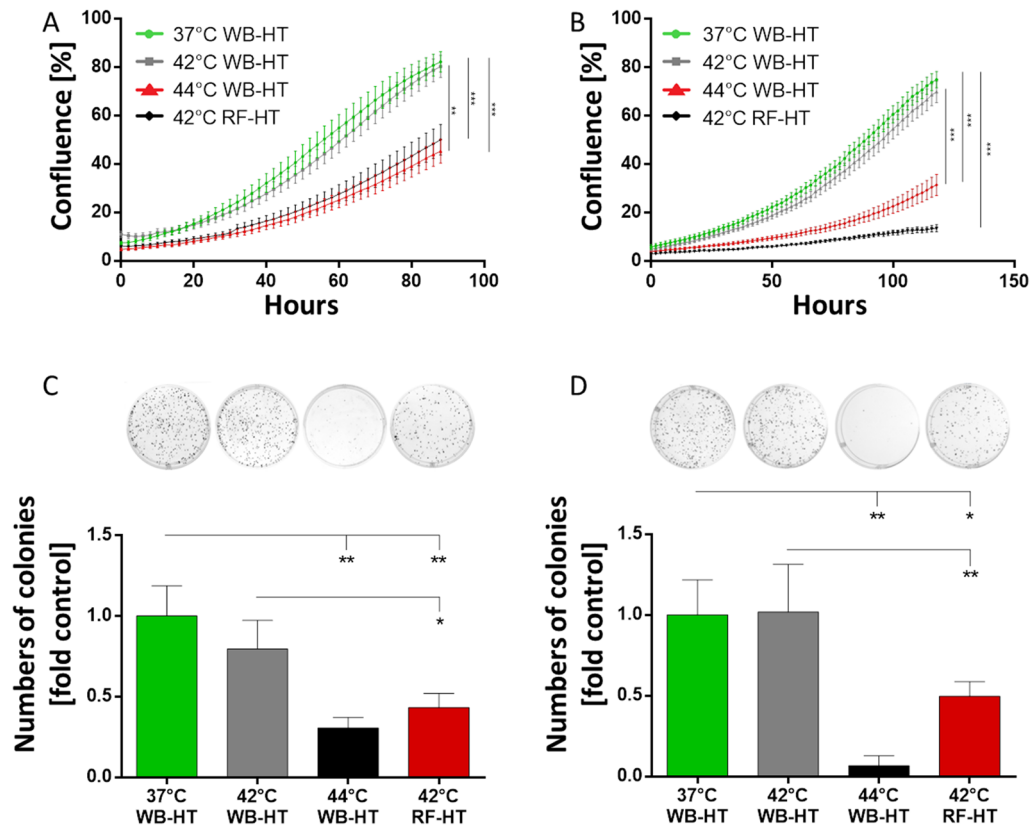 A
100
80
60
40
20
0
Confluence [%]
37°C WB-HT
42°C WB-HT
44°C WB-HT
42°C RF-HT
**
***
***
0 20 40 60 80 100
Hours
B
100
80
60
40
20
0
Confluence [%]
37°C WB-HT
42°C WB-HT
44°C WB-HT
42°C RF-HT
***
***
***
0 50 100 150
Hours
C
Numbers of colonies
[fold control]
1.5
1.0
0.5
0.0
** **
*
37°C 42°C 44°C 42°C
WB-HT WB-HT WB-HT RF-HT
D
Numbers of colonies
[fold control]
1.5
1.0
0.5
0.0
** *
**
37°C 42°C 44°C 42°C
WB-HT WB-HT WB-HT RF-HT